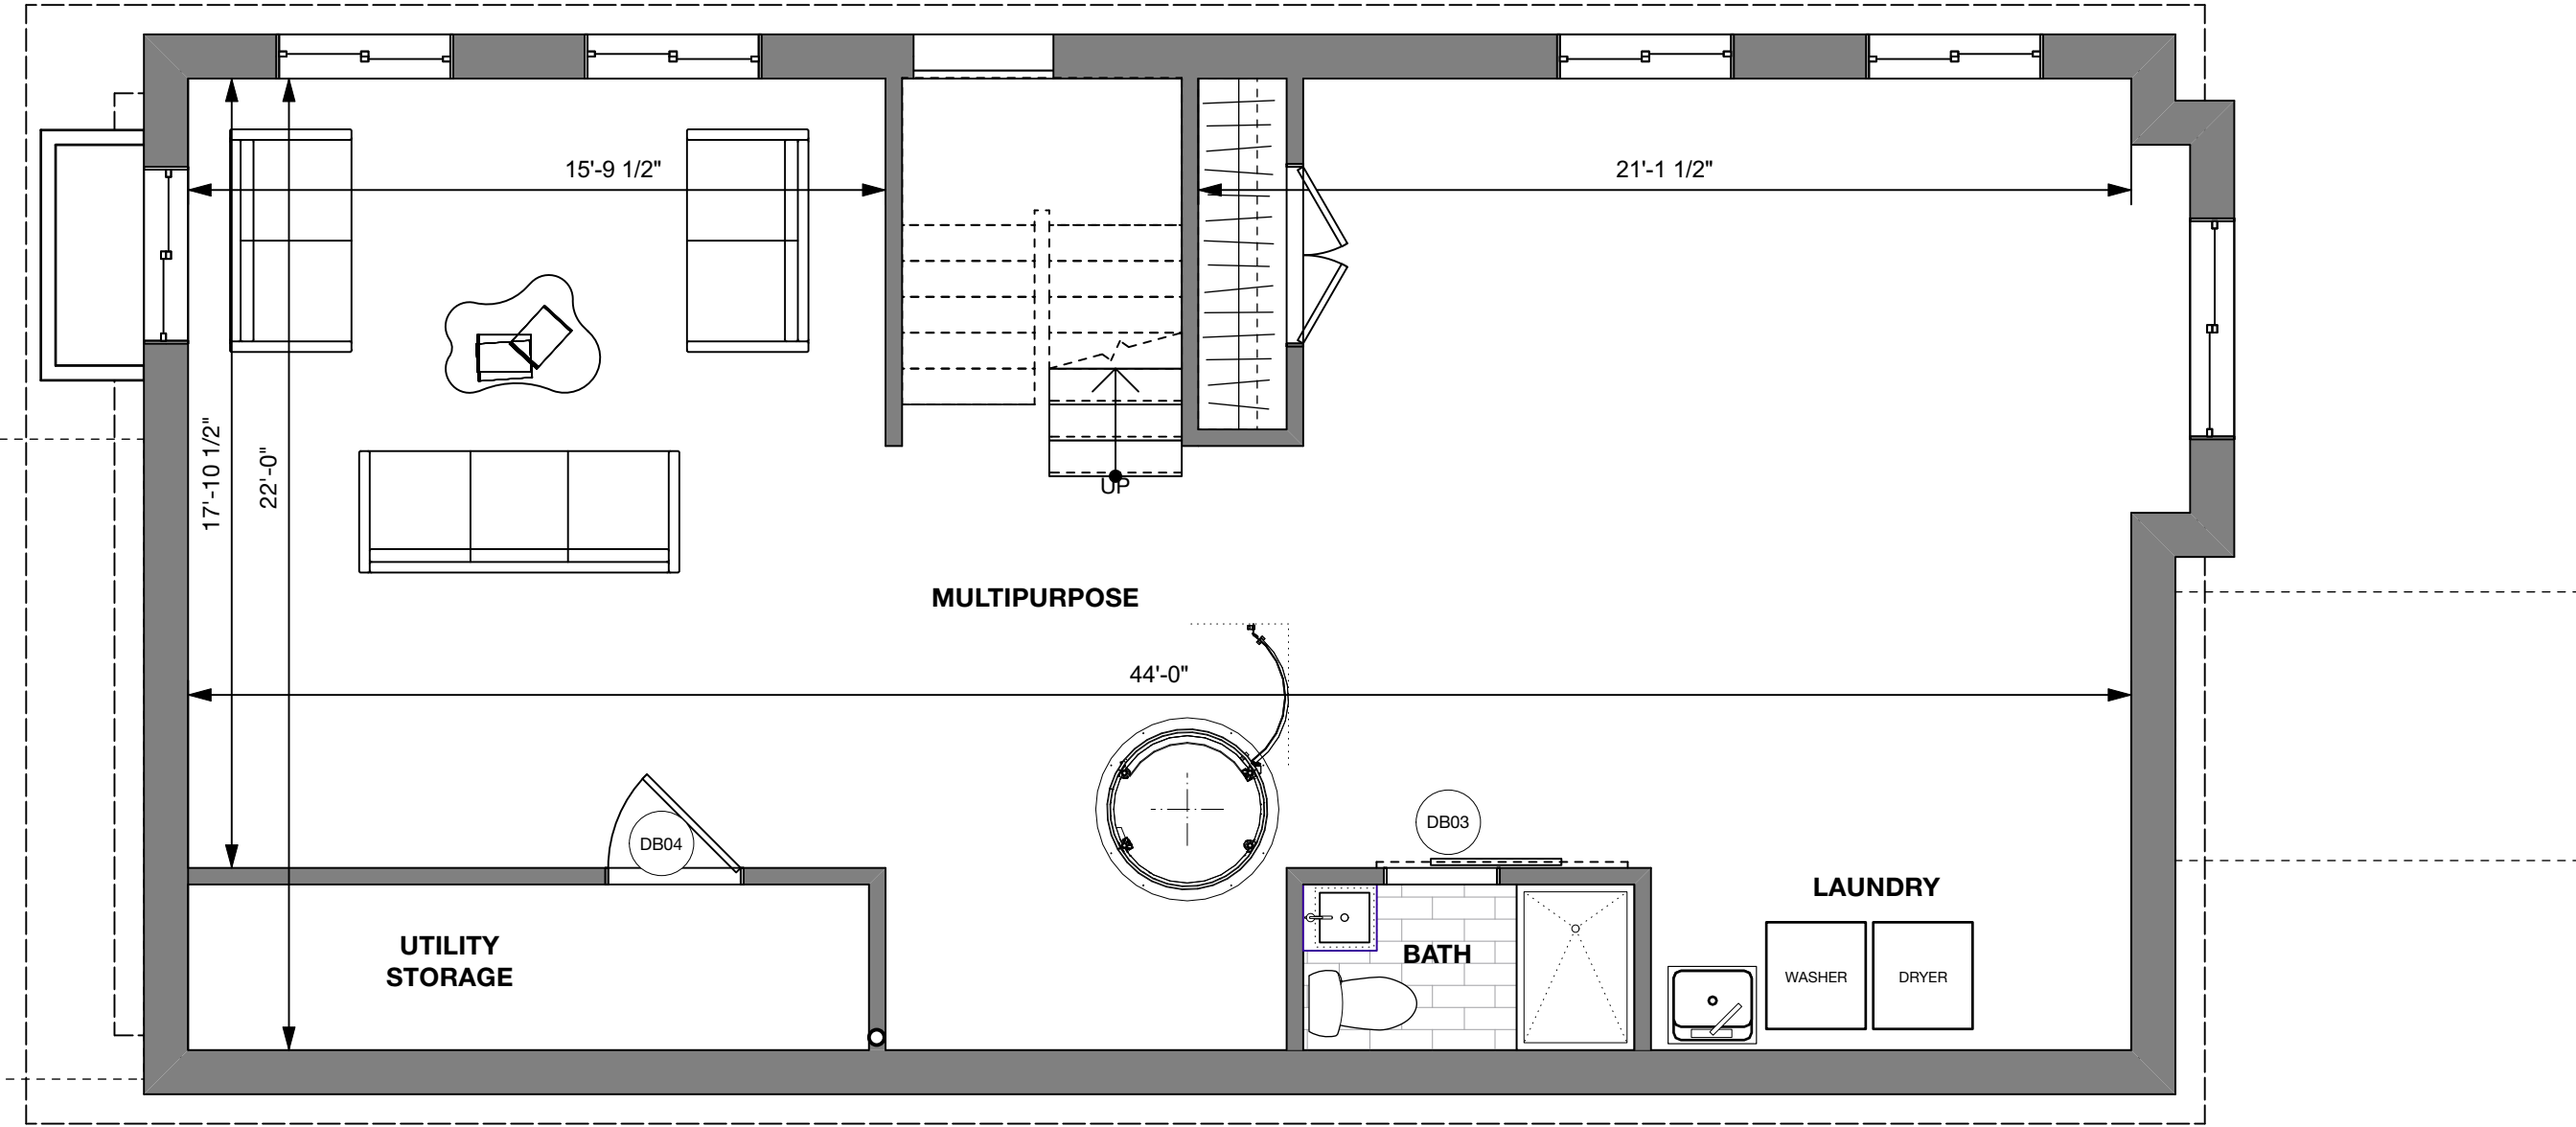 15'-9 1/2"
21'-1 1/2"
17'-10 1/2"
22'-0"
UP
MULTIPURPOSE
44'-0"
DB04
DB03
LAUNDRY
UTILITY
STORAGE
BATH
WASHER
DRYER